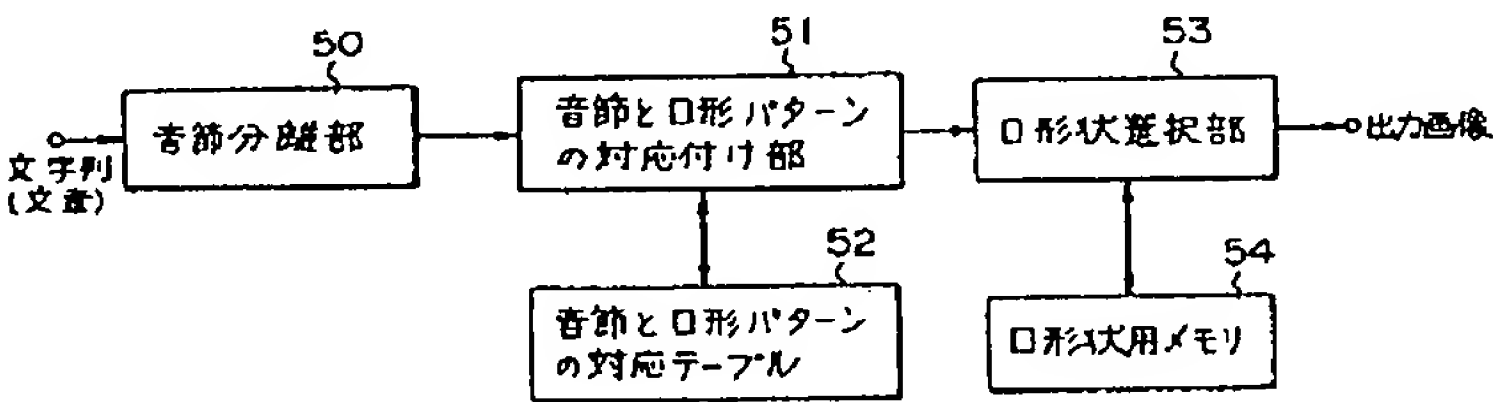 50
音節分離部
文字列
(文章)
51
音節と口形パターン
の対応付け部
52
音節と口形パターン
の対応テーブル
53
口形状選択部
出力画像
54
口形状用メモリ